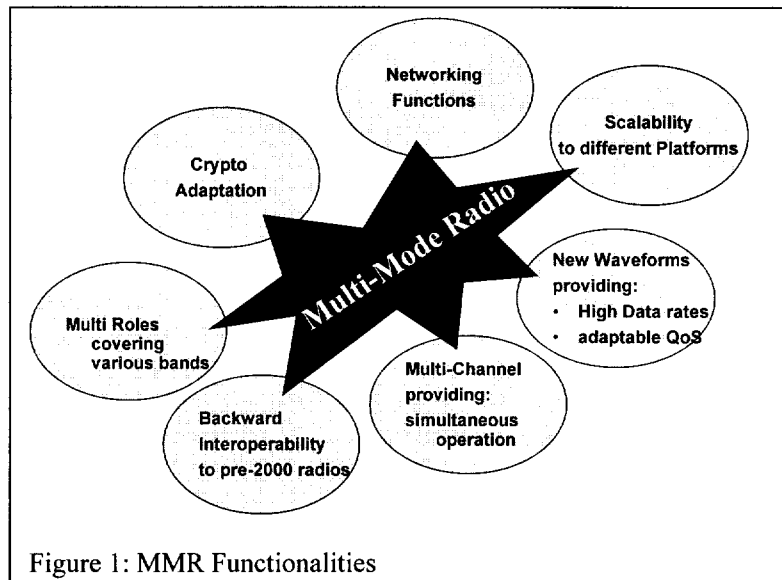 Networking
Functions
Scalability
to different Platforms
Crypto
Adaptation
Multi-Mode Radio
New Waveforms
providing:
• High Data rates
• adaptable QoS
Multi Roles
covering
various bands
Multi-Channel
providing:
simultaneous
operation
Backward
Interoperability
to pre-2000 radios
Figure 1: MMR Functionalities